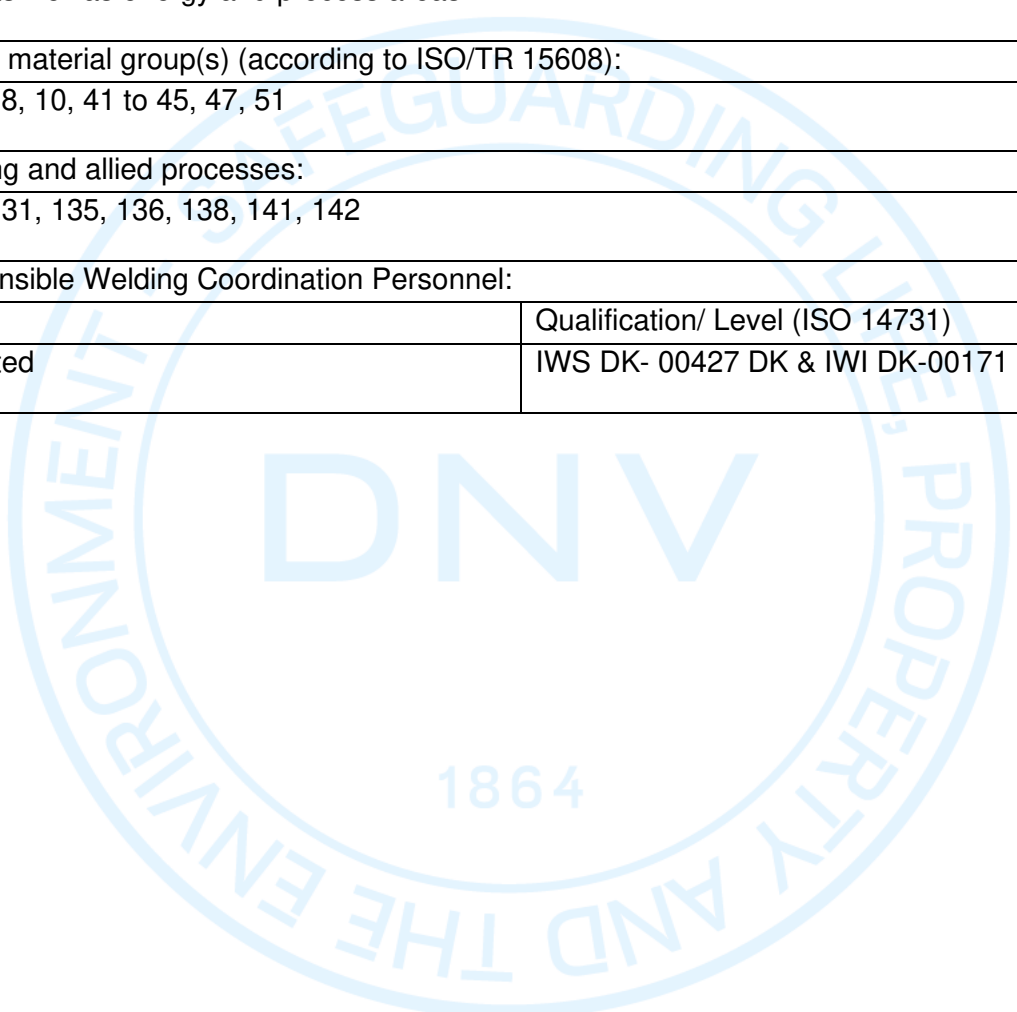 material group(s) (according to ISO/TR 15608):
8, 10, 41 to 45, 47, 51
and allied processes:
31, 135, 136, 138, 141, 142
Welding Coordination Personnel:
Qualification/ Level (ISO 14731)
IWS DK- 00427 DK & IWI DK-00171
SAFEGUARDING LIFE, PROPERTY AND THE ENVIRONMENT
DNV
1864